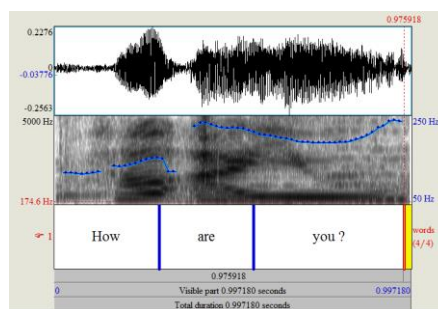 0.975918
0.2276
0
-0.03776
-0.2563
5000 Hz 250 Hz
174.6 Hz 50 Hz
1 How are you ? words
(4/4)
0.975918
0 Visible part 0.997180 seconds 0.997180
Total duration 0.997180 seconds